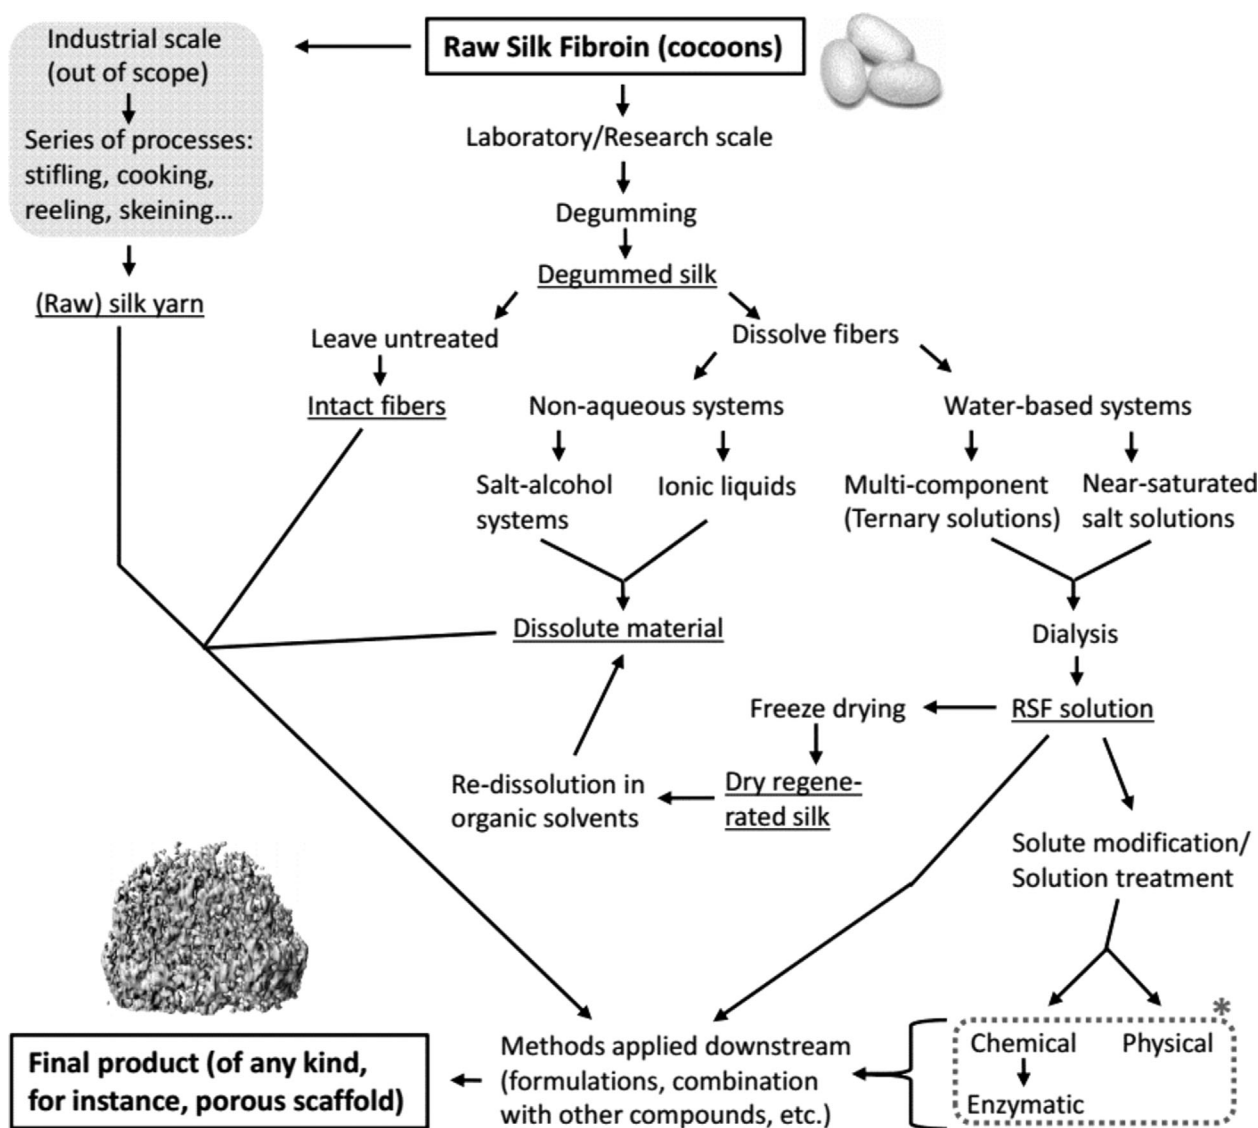 Raw Silk Fibroin (cocoons)
Industrial scale
(out of scope)
Series of processes:
stifling, cooking,
reeling, skeining...
(Raw) silk yarn
Laboratory/Research scale
Degumming
Degummed silk
Leave untreated
Intact fibers
Dissolve fibers
Non-aqueous systems
Water-based systems
Salt-alcohol
systems
Ionic liquids
Multi-component
(Ternary solutions)
Near-saturated
salt solutions
Dissolute material
Dialysis
RSF solution
Freeze drying
Dry regene-
rated silk
Re-dissolution in
organic solvents
Solute modification/
Solution treatment
*
Chemical
Physical
Enzymatic
Methods applied downstream
(formulations, combination
with other compounds, etc.)
Final product (of any kind,
for instance, porous scaffold)